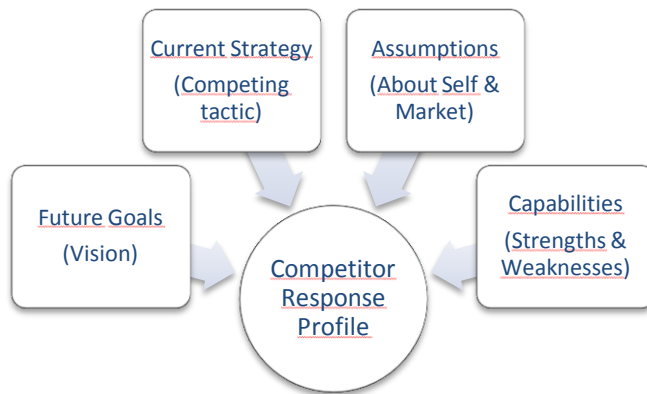 Current Strategy
(Competing
tactic)
Assumptions
(About Self &
Market)
Future Goals
(Vision)
Capabilities
(Strengths &
Weaknesses)
Competitor
Response
Profile